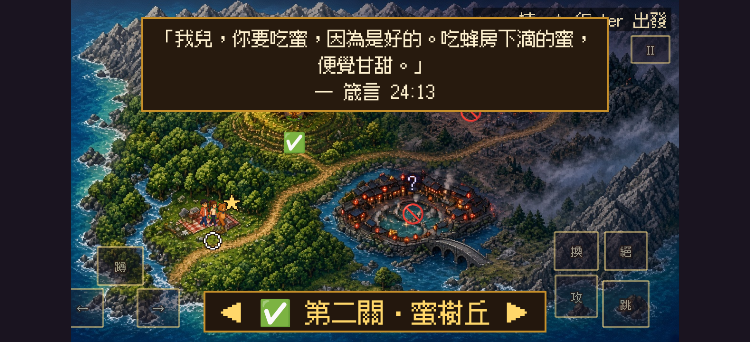 er 出發
「我兒，你要吃蜜，因為是好的。吃蜂房下滴的蜜，
便覺甘甜。」
— 箴言 24:13
II
?
蹲
換
絕
攻
跳
← →
◀ ✅ 第二關·蜜樹丘 ▶